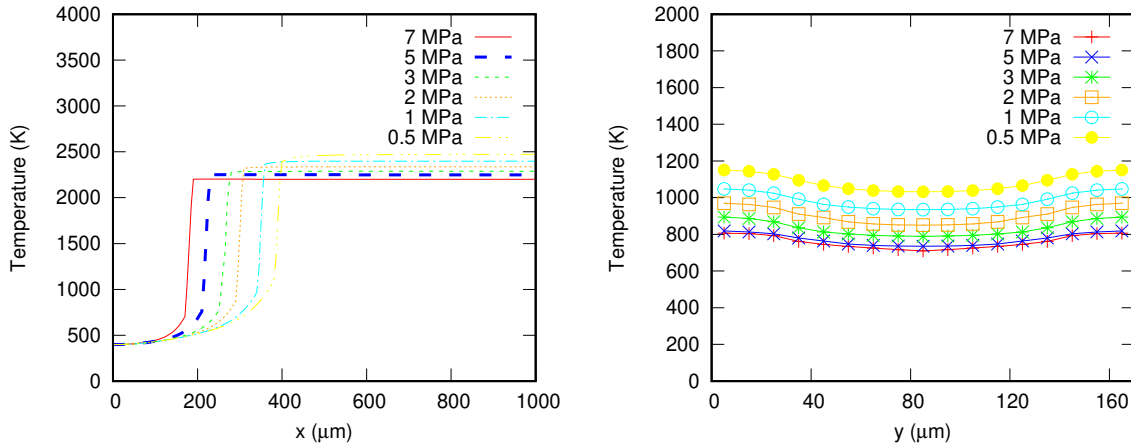 4000
3500
3000
2500
2000
1500
1000
500
0
Temperature (K)
0 200 400 600 800 1000
x (μm)
7 MPa
5 MPa
3 MPa
2 MPa
1 MPa
0.5 MPa
2000
1800
1600
1400
1200
1000
800
600
400
200
0
Temperature (K)
0 40 80 120 160
y (μm)
7 MPa
5 MPa
3 MPa
2 MPa
1 MPa
0.5 MPa